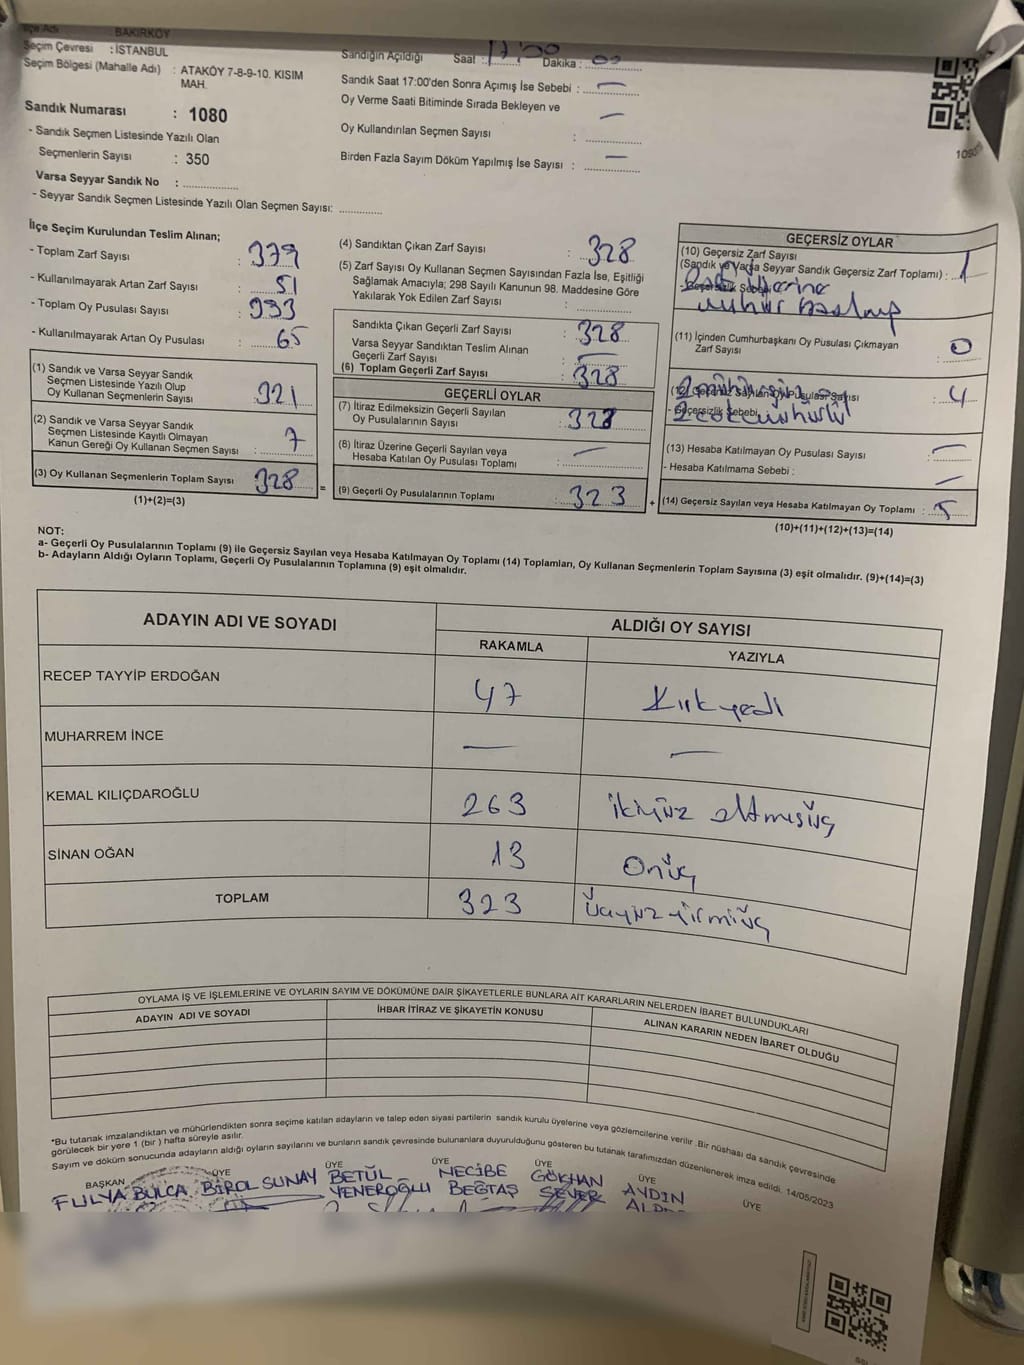 İlçe Adı BAKIRKÖY
Seçim Çevresi : İSTANBUL
Seçim Bölgesi (Mahalle Adı) : ATAKÖY 7-8-9-10. KISIM MAH.
Sandık Numarası : 1080
- Sandık Seçmen Listesinde Yazılı Olan
Seçmenlerin Sayısı : 350
Varsa Seyyar Sandık No :
- Seyyar Sandık Seçmen Listesinde Yazılı Olan Seçmen Sayısı:
Sandığın Açıldığı Saat : Dakika :
Sandık Saat 17:00'den Sonra Açımış İse Sebebi : —
Oy Verme Saati Bitiminde Sırada Bekleyen ve
Oy Kullandırılan Seçmen Sayısı : —
Birden Fazla Sayım Döküm Yapılmış İse Sayısı : —
10807
İlçe Seçim Kurulundan Teslim Alınan;
- Toplam Zarf Sayısı : 379
- Kullanılmayarak Artan Zarf Sayısı : 51
- Toplam Oy Pusulası Sayısı : 393
- Kullanılmayarak Artan Oy Pusulası : 65
(1) Sandık ve Varsa Seyyar Sandık
Seçmen Listesinde Yazılı Olup
Oy Kullanan Seçmenlerin Sayısı 321
(2) Sandık ve Varsa Seyyar Sandık
Seçmen Listesinde Kayıtlı Olmayan
Kanun Gereği Oy Kullanan Seçmen Sayısı : 7
(3) Oy Kullanan Seçmenlerin Toplam Sayısı 328 =
(1)+(2)=(3)
(4) Sandıktan Çıkan Zarf Sayısı : 328
(5) Zarf Sayısı Oy Kullanan Seçmen Sayısından Fazla İse, Eşitliği
Sağlamak Amacıyla; 298 Sayılı Kanunun 98. Maddesine Göre
Yakılarak Yok Edilen Zarf Sayısı :
Sandıkta Çıkan Geçerli Zarf Sayısı : 328
Varsa Seyyar Sandıktan Teslim Alınan
Geçerli Zarf Sayısı : —
(6) Toplam Geçerli Zarf Sayısı : 328
GEÇERLİ OYLAR
(7) İtiraz Edilmeksizin Geçerli Sayılan
Oy Pusulası Sayısı : 323
(8) İtiraz Üzerine Geçerli Sayılan veya
Hesaba Katılan Oy Pusulası Toplamı : —
(9) Geçerli Oy Pusulalarının Toplamı : 323 +
GEÇERSİZ OYLAR
(10) Geçersiz Zarf Sayısı
(Sandık ve Varsa Seyyar Sandık Geçersiz Zarf Toplamı) : 1
- Geçersizlik Sebebi
üzerine
mühür basılmış
(11) İçinden Cumhurbaşkanı Oy Pusulası Çıkmayan
Zarf Sayısı : 0
(12) Geçersiz Sayılan Oy Pusulası Sayısı : 4
- Geçersizlik Sebebi
(13) Hesaba Katılmayan Oy Pusulası Sayısı : —
- Hesaba Katılmama Sebebi : —
(14) Geçersiz Sayılan veya Hesaba Katılmayan Oy Toplamı : 5
(10)+(11)+(12)+(13)=(14)
NOT:
a- Geçerli Oy Pusulalarının Toplamı (9) ile Geçersiz Sayılan veya Hesaba Katılmayan Oy Toplamı (14) Toplamları, Oy Kullanan Seçmenlerin Toplam Sayısına (3) eşit olmalıdır. (9)+(14)=(3)
b- Adayların Aldığı Oyların Toplamı, Geçerli Oy Pusulalarının Toplamına (9) eşit olmalıdır.
ADAYIN ADI VE SOYADI ALDIĞI OY SAYISI
RAKAMLA YAZIYLA
RECEP TAYYİP ERDOĞAN 47 Kırkyedi
MUHARREM İNCE — —
KEMAL KILIÇDAROĞLU 263 ikiyüz altmışüç
SİNAN OĞAN 13 Onüç
TOPLAM 323 üçyüz yirmiüç
OYLAMA İŞ VE İŞLEMLERİNE VE OYLARIN SAYIM VE DÖKÜMÜNE DAİR ŞİKAYETLERLE BUNLARA AİT KARARLARIN NELERDEN İBARET BULUNDUKLARI
ADAYIN ADI VE SOYADI İHBAR İTİRAZ VE ŞİKAYETİN KONUSU ALINAN KARARIN NEDEN İBARET OLDUĞU
*Bu tutanak imzalandıktan ve mühürlendikten sonra seçime katılan adayların ve talep eden siyasi partilerin sandık kurulu üyelerine veya gözlemcilerine verilir. Bir nüshası da sandık çevresinde
görülecek bir yere 1 (bir) hafta süreyle asılır.
Sayım ve döküm sonucunda adayların aldığı oyların sayılarını ve bunların sandık çevresinde bulunanlara duyurulduğunu gösteren bu tutanak tarafımızdan düzenlenerek imza edildi. 14/05/2023
BAŞKAN ÜYE ÜYE ÜYE ÜYE ÜYE ÜYE
FULYA BULCA BİROL SUNAY BETÜL YENEROĞLU NECİBE BEĞTAŞ GÖKHAN SEVER AYDIN